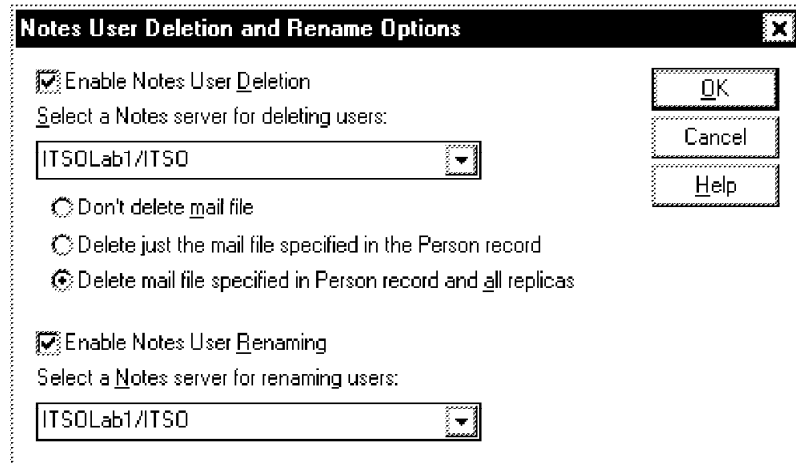 Notes User Deletion and Rename Options
Enable Notes User Deletion
OK
Select a Notes server for deleting users:
Cancel
ITSOLab1/ITSO
Help
Don't delete mail file
Delete just the mail file specified in the Person record
Delete mail file specified in Person record and all replicas
Enable Notes User Renaming
Select a Notes server for renaming users:
ITSOLab1/ITSO